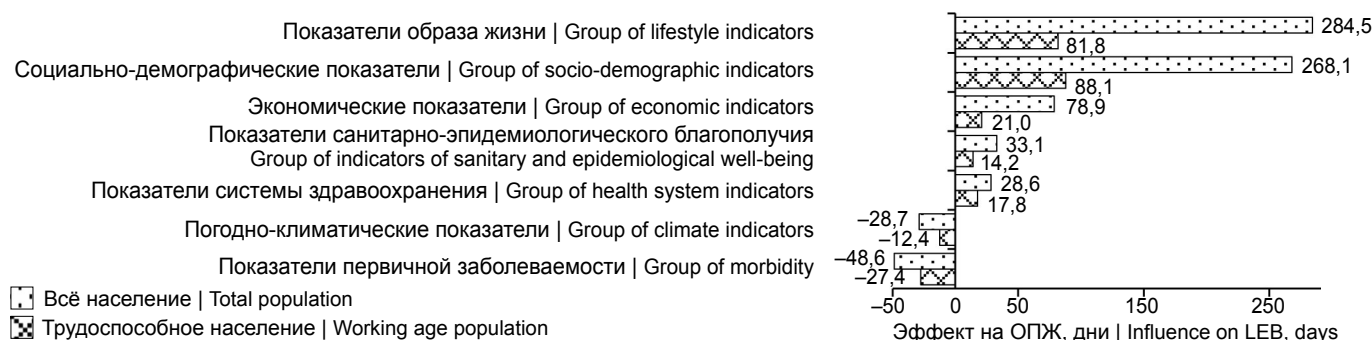 Показатели образа жизни | Group of lifestyle indicators
284,5
81,8
Социально-демографические показатели | Group of socio-demographic indicators
268,1
88,1
Экономические показатели | Group of economic indicators
78,9
21,0
Показатели санитарно-эпидемиологического благополучия
Group of indicators of sanitary and epidemiological well-being
33,1
14,2
Показатели системы здравоохранения | Group of health system indicators
28,6
17,8
Погодно-климатические показатели | Group of climate indicators
–28,7
–12,4
Показатели первичной заболеваемости | Group of morbidity
–48,6
–27,4
Всё население | Total population
Трудоспособное население | Working age population
–50 0 50 150 250
Эффект на ОПЖ, дни | Influence on LEB, days